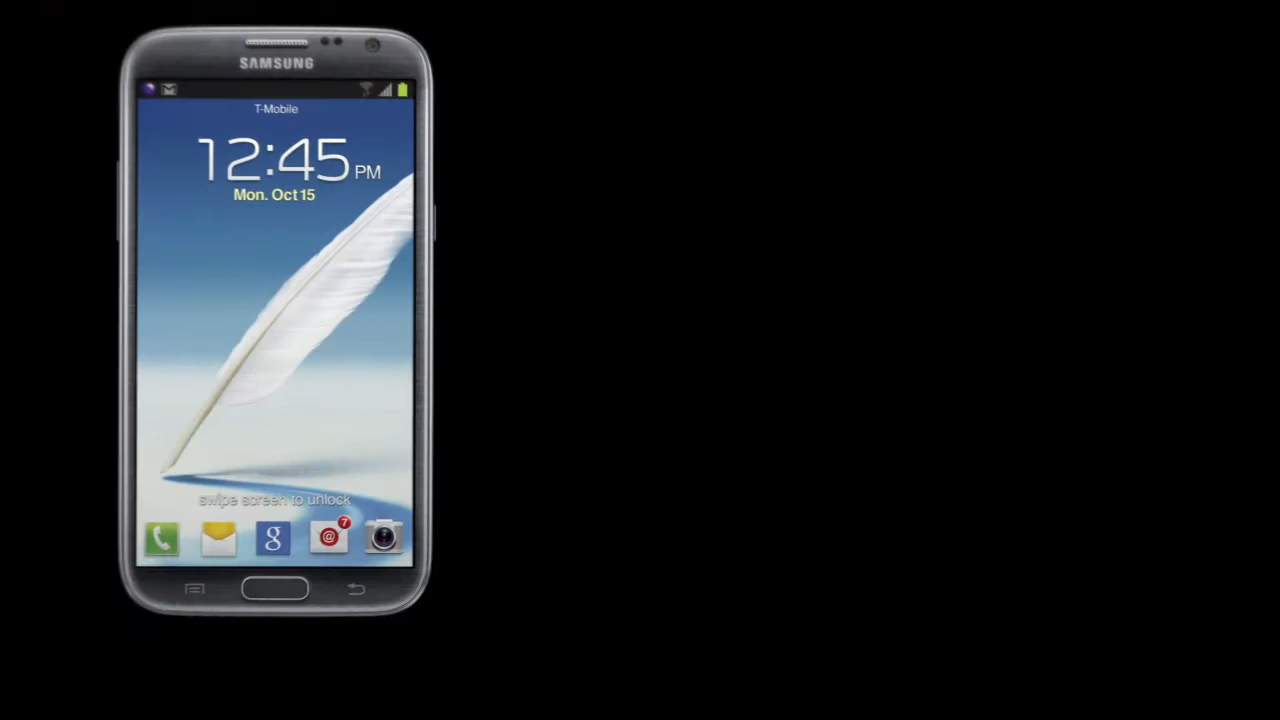 SAMSUNG
T-Mobile
12:45 PM
Mon. Oct 15
swipe screen to unlock
g
@
7